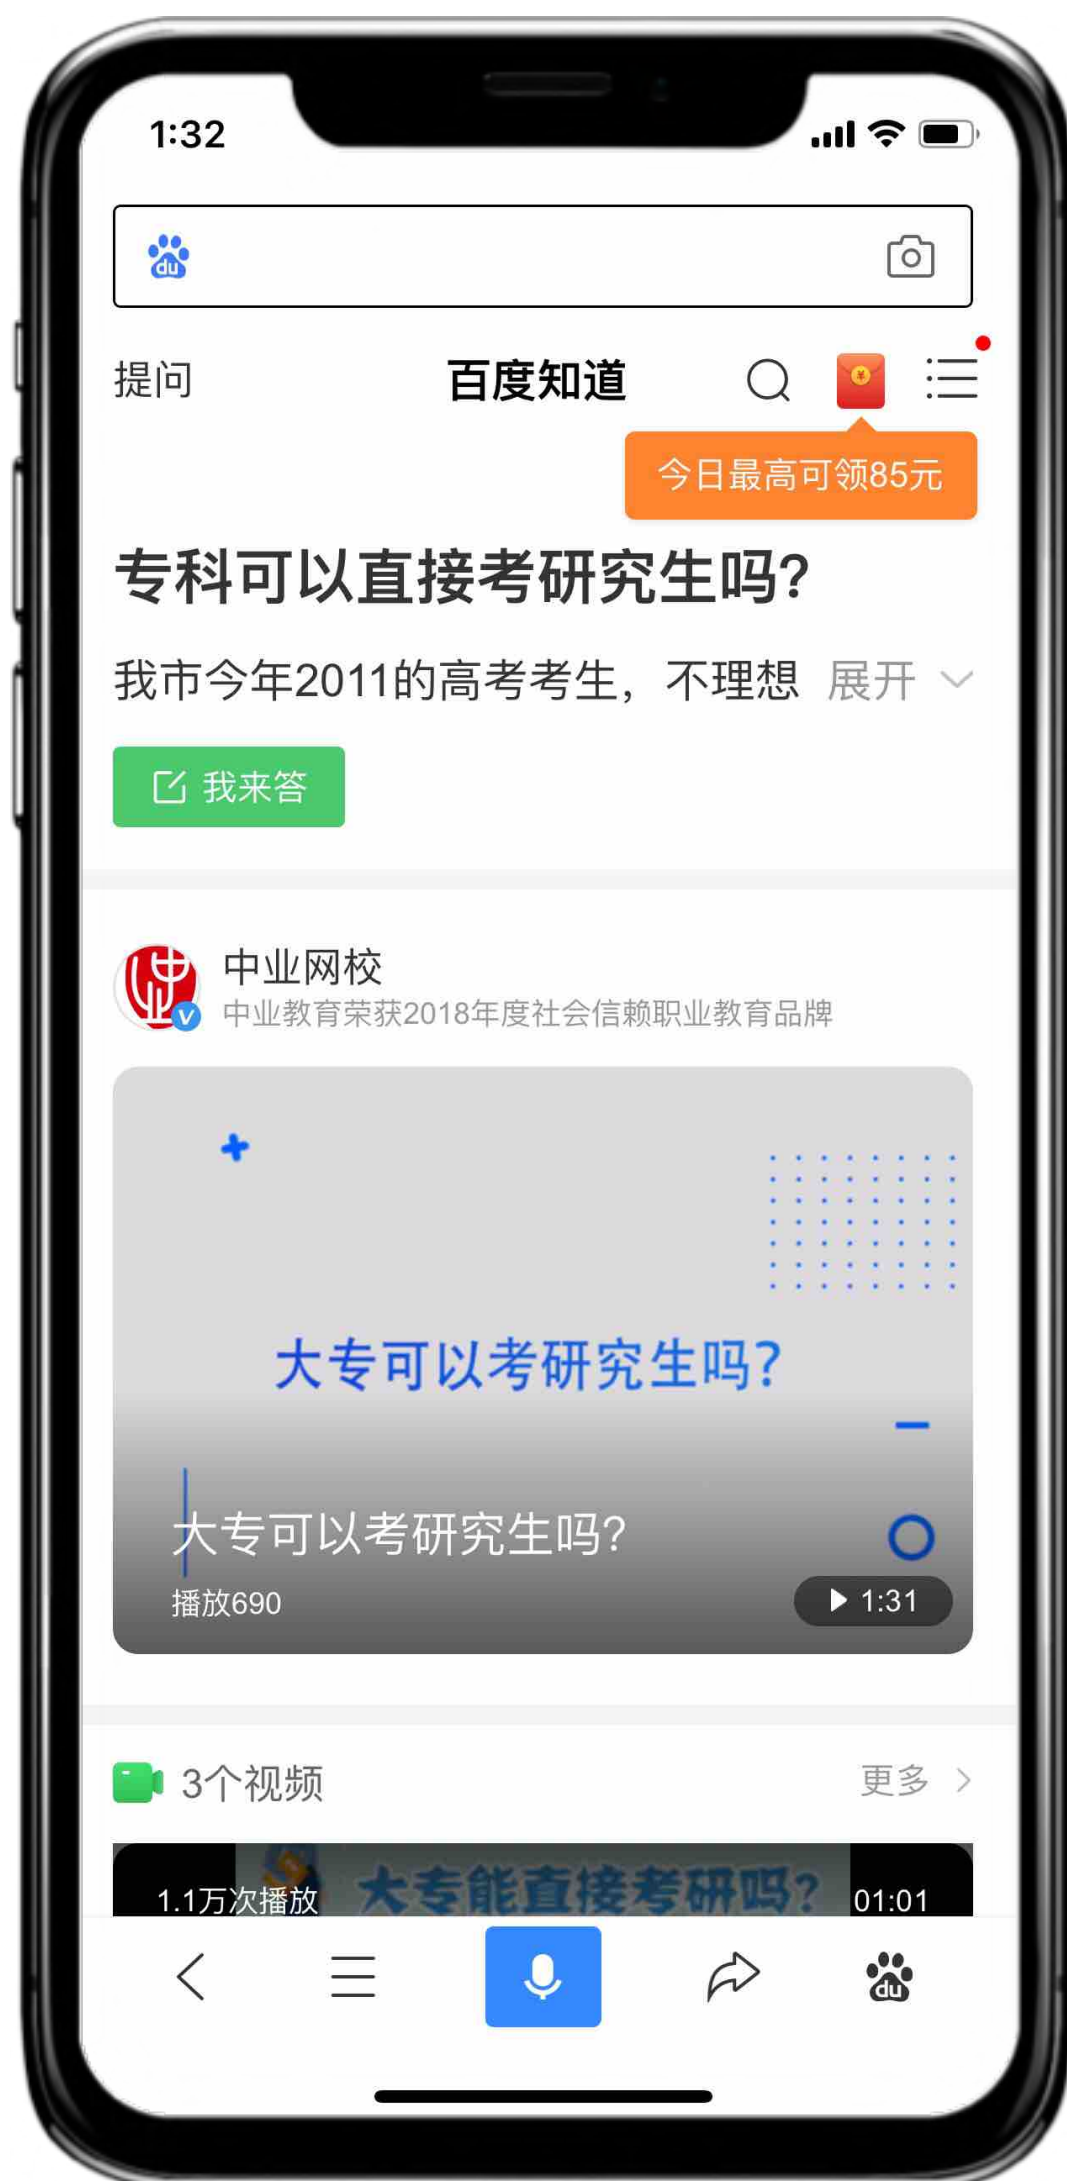 1:32
du
提问
百度知道
¥
今日最高可领85元
专科可以直接考研究生吗?
我市今年2011的高考考生，不理想 展开
我来答
中业网校
中业教育荣获2018年度社会信赖职业教育品牌
大专可以考研究生吗?
大专可以考研究生吗?
播放690
1:31
3个视频
更多
大专能直接考研吗?
1.1万次播放
01:01
du